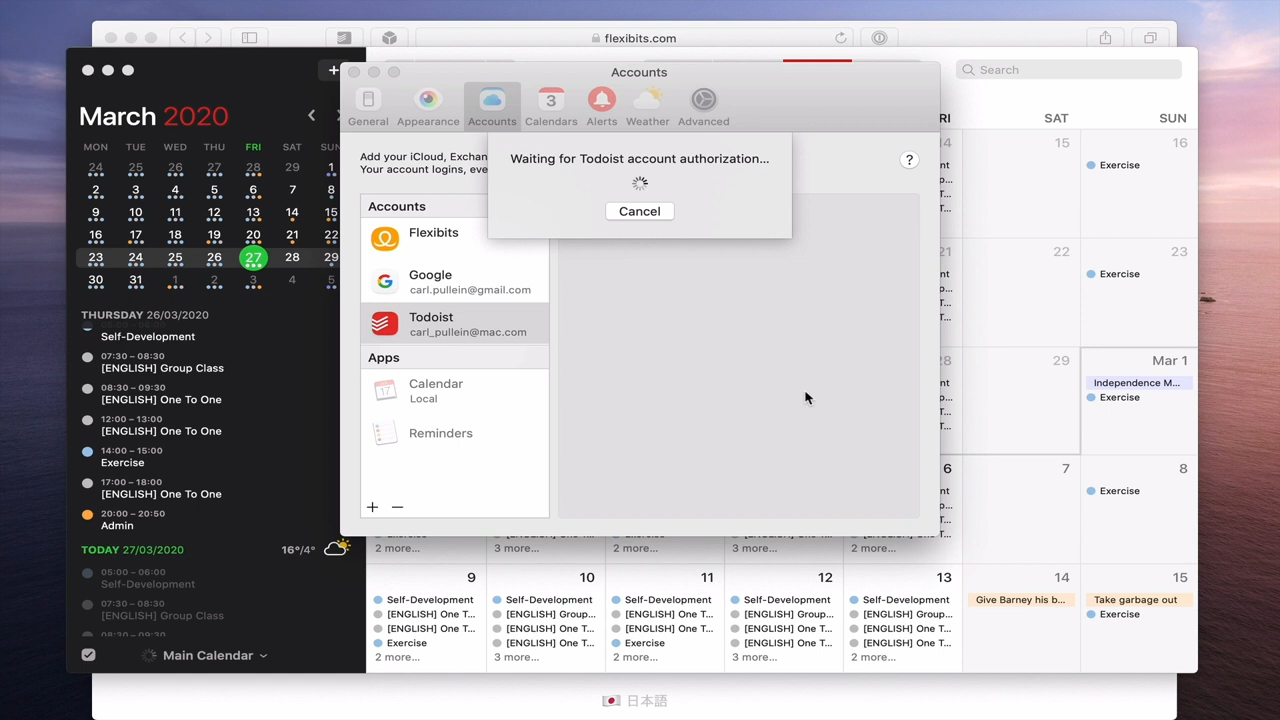 flexibits.com
Accounts
General
Appearance
Accounts
Calendars
Alerts
Weather
Advanced
3
Search
Add your iCloud, Exchan
Your account logins, eve
?
Waiting for Todoist account authorization...
Cancel
Accounts
Flexibits
Google
carl.pullein@gmail.com
Todoist
carl_pullein@mac.com
Apps
17
Calendar
Local
Reminders
+ −
+
March 2020
MON TUE WED THU FRI SAT SUN
24 25 26 27 28 29 1
2 3 4 5 6 7 8
9 10 11 12 13 14 15
16 17 18 19 20 21 22
23 24 25 26 27 28 29
30 31 1 2 3 4 5
THURSDAY 26/03/2020
Self-Development
07:30 – 08:30
[ENGLISH] Group Class
08:30 – 09:30
[ENGLISH] One To One
12:00 – 13:00
[ENGLISH] One To One
14:00 – 15:00
Exercise
17:00 – 18:00
[ENGLISH] One To One
20:00 – 20:50
Admin
TODAY 27/03/2020 16°/4°
05:00 – 06:00
Self-Development
07:30 – 08:30
[ENGLISH] Group Class
Main Calendar
RI SAT SUN
14 15 16
Exercise
21 22 23
Exercise
28 29 Mar 1
Independence M...
Exercise
6 7 8
Exercise
2 more... 3 more... 2 more... 3 more... 2 more...
9 10 11 12 13 14 15
Self-Development Self-Development Self-Development Self-Development Self-Development Give Barney his b... Take garbage out
[ENGLISH] One T... [ENGLISH] Group... [ENGLISH] One T... [ENGLISH] Group... [ENGLISH] Group... Exercise
[ENGLISH] One T... [ENGLISH] One T... [ENGLISH] One T... [ENGLISH] One T... [ENGLISH] One T...
Exercise [ENGLISH] One T... Exercise [ENGLISH] One T... Exercise
2 more... 3 more... 2 more... 3 more... 2 more...
日本語